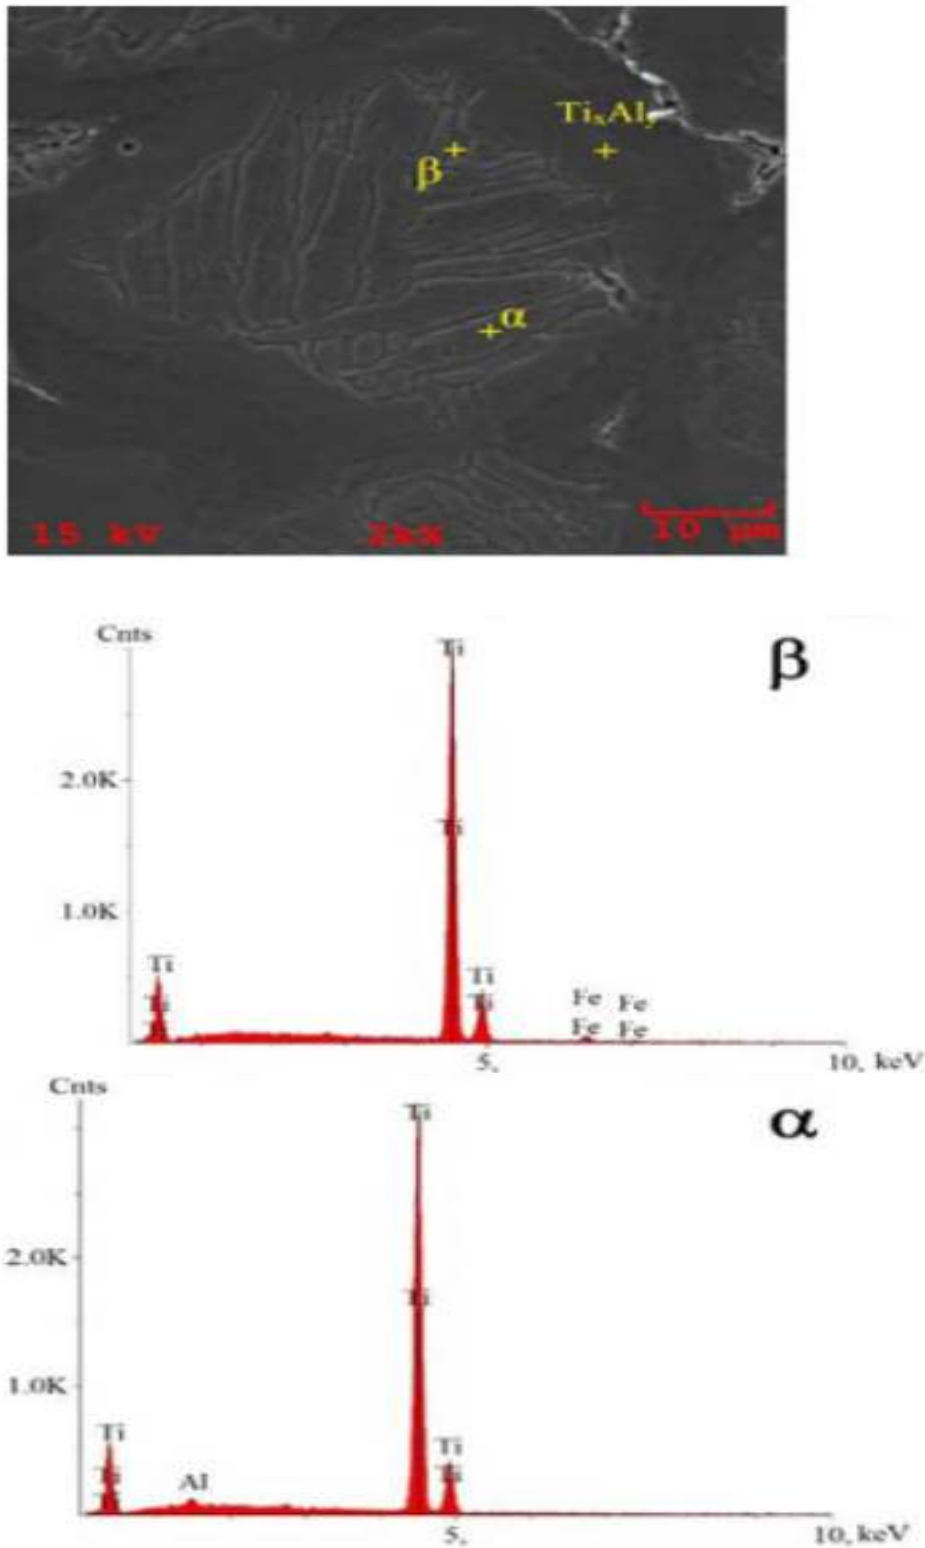 TiₓAlᵧ
β
α
15 kV 2kX 10 μm
Cnts
Ti
β
2.0K
Ti
1.0K
Ti
Ti
Ti
Ti
Fe Fe
Fe Fe
5, 10, keV
Cnts
Ti
α
2.0K
Ti
1.0K
Ti
Ti
Al
Ti
Ti
5, 10, keV